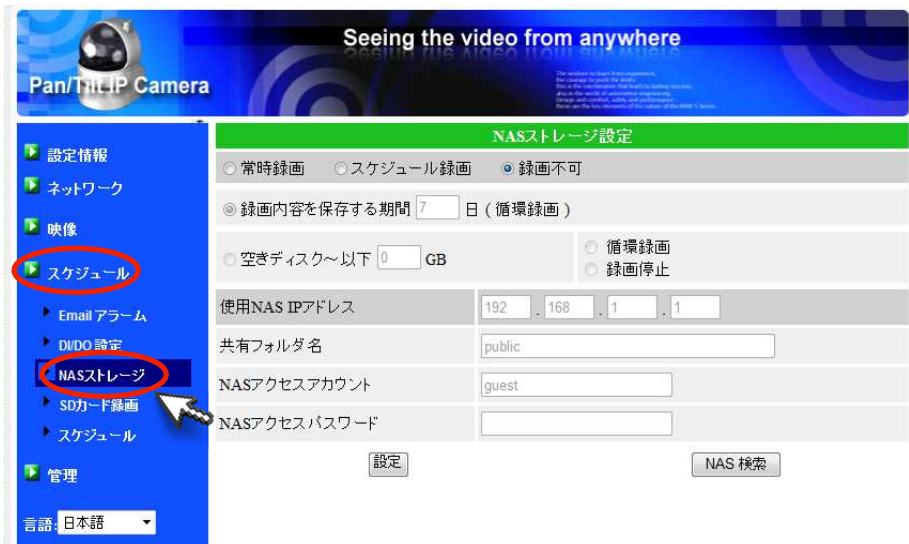 Seeing the video from anywhere
Pan/Tilt IP Camera
設定情報
ネットワーク
映像
スケジュール
Email アラーム
DI/DO 設定
NASストレージ
SDカード録画
スケジュール
管理
言語: 日本語
NASストレージ設定
常時録画 スケジュール録画 録画不可
録画内容を保存する期間 7 日 ( 循環録画 )
空きディスク～以下 0 GB
循環録画
録画停止
使用NAS IPアドレス 192 . 168 . 1 . 1
共有フォルダ名 public
NASアクセスアカウント guest
NASアクセスパスワード
設定 NAS 検索